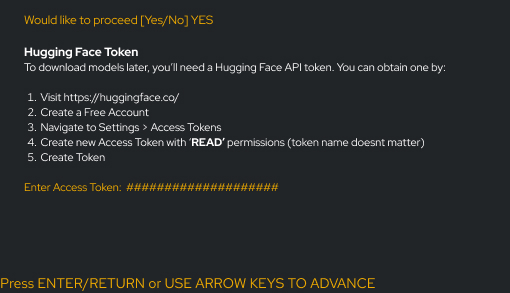 Would like to proceed [Yes/No] YES
Hugging Face Token
To download models later, you'll need a Hugging Face API token. You can obtain one by:
1. Visit https://huggingface.co/
2. Create a Free Account
3. Navigate to Settings > Access Tokens
4. Create new Access Token with 'READ' permissions (token name doesnt matter)
5. Create Token
Enter Access Token: ####################
Press ENTER/RETURN or USE ARROW KEYS TO ADVANCE